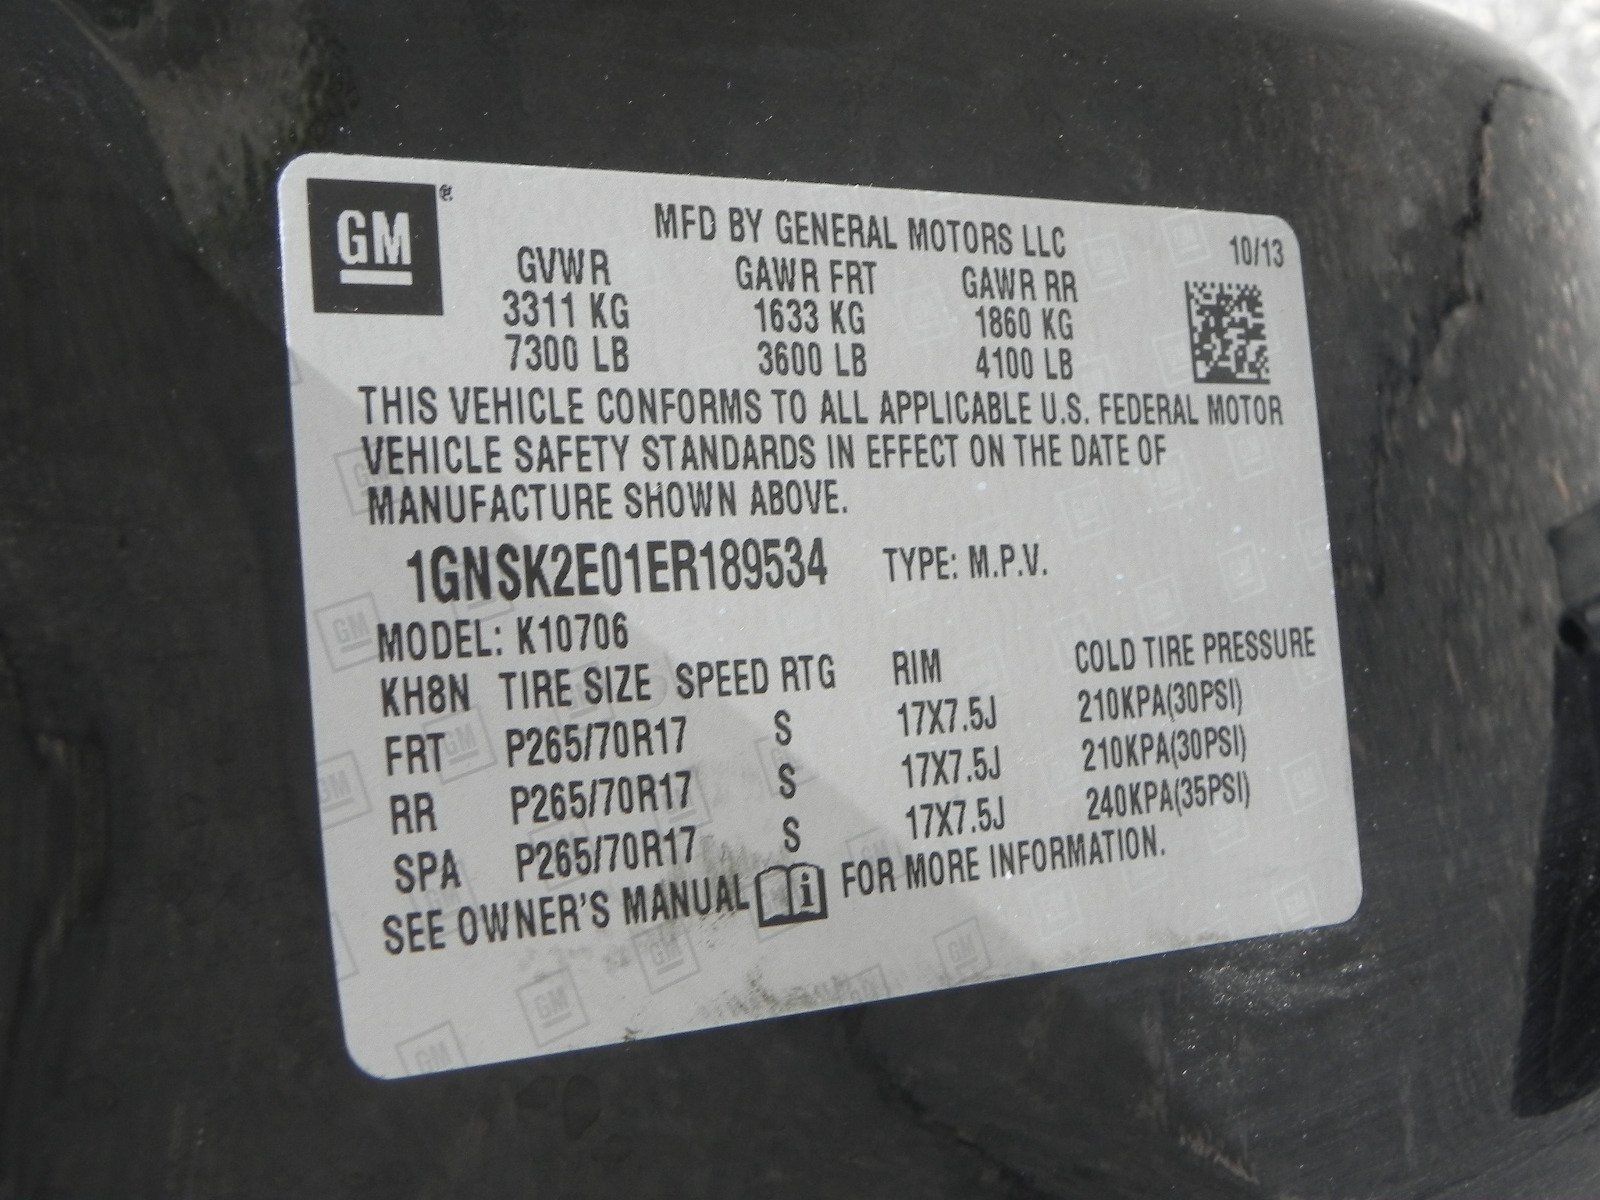 GM®
MFD BY GENERAL MOTORS LLC 10/13
GVWR GAWR FRT GAWR RR
3311 KG 1633 KG 1860 KG
7300 LB 3600 LB 4100 LB
THIS VEHICLE CONFORMS TO ALL APPLICABLE U.S. FEDERAL MOTOR
VEHICLE SAFETY STANDARDS IN EFFECT ON THE DATE OF
MANUFACTURE SHOWN ABOVE.
1GNSK2E01ER189534 TYPE: M.P.V.
MODEL: K10706
KH8N TIRE SIZE SPEED RTG RIM COLD TIRE PRESSURE
FRT P265/70R17 S 17X7.5J 210KPA(30PSI)
RR P265/70R17 S 17X7.5J 210KPA(30PSI)
SPA P265/70R17 S 17X7.5J 240KPA(35PSI)
SEE OWNER'S MANUAL i FOR MORE INFORMATION.